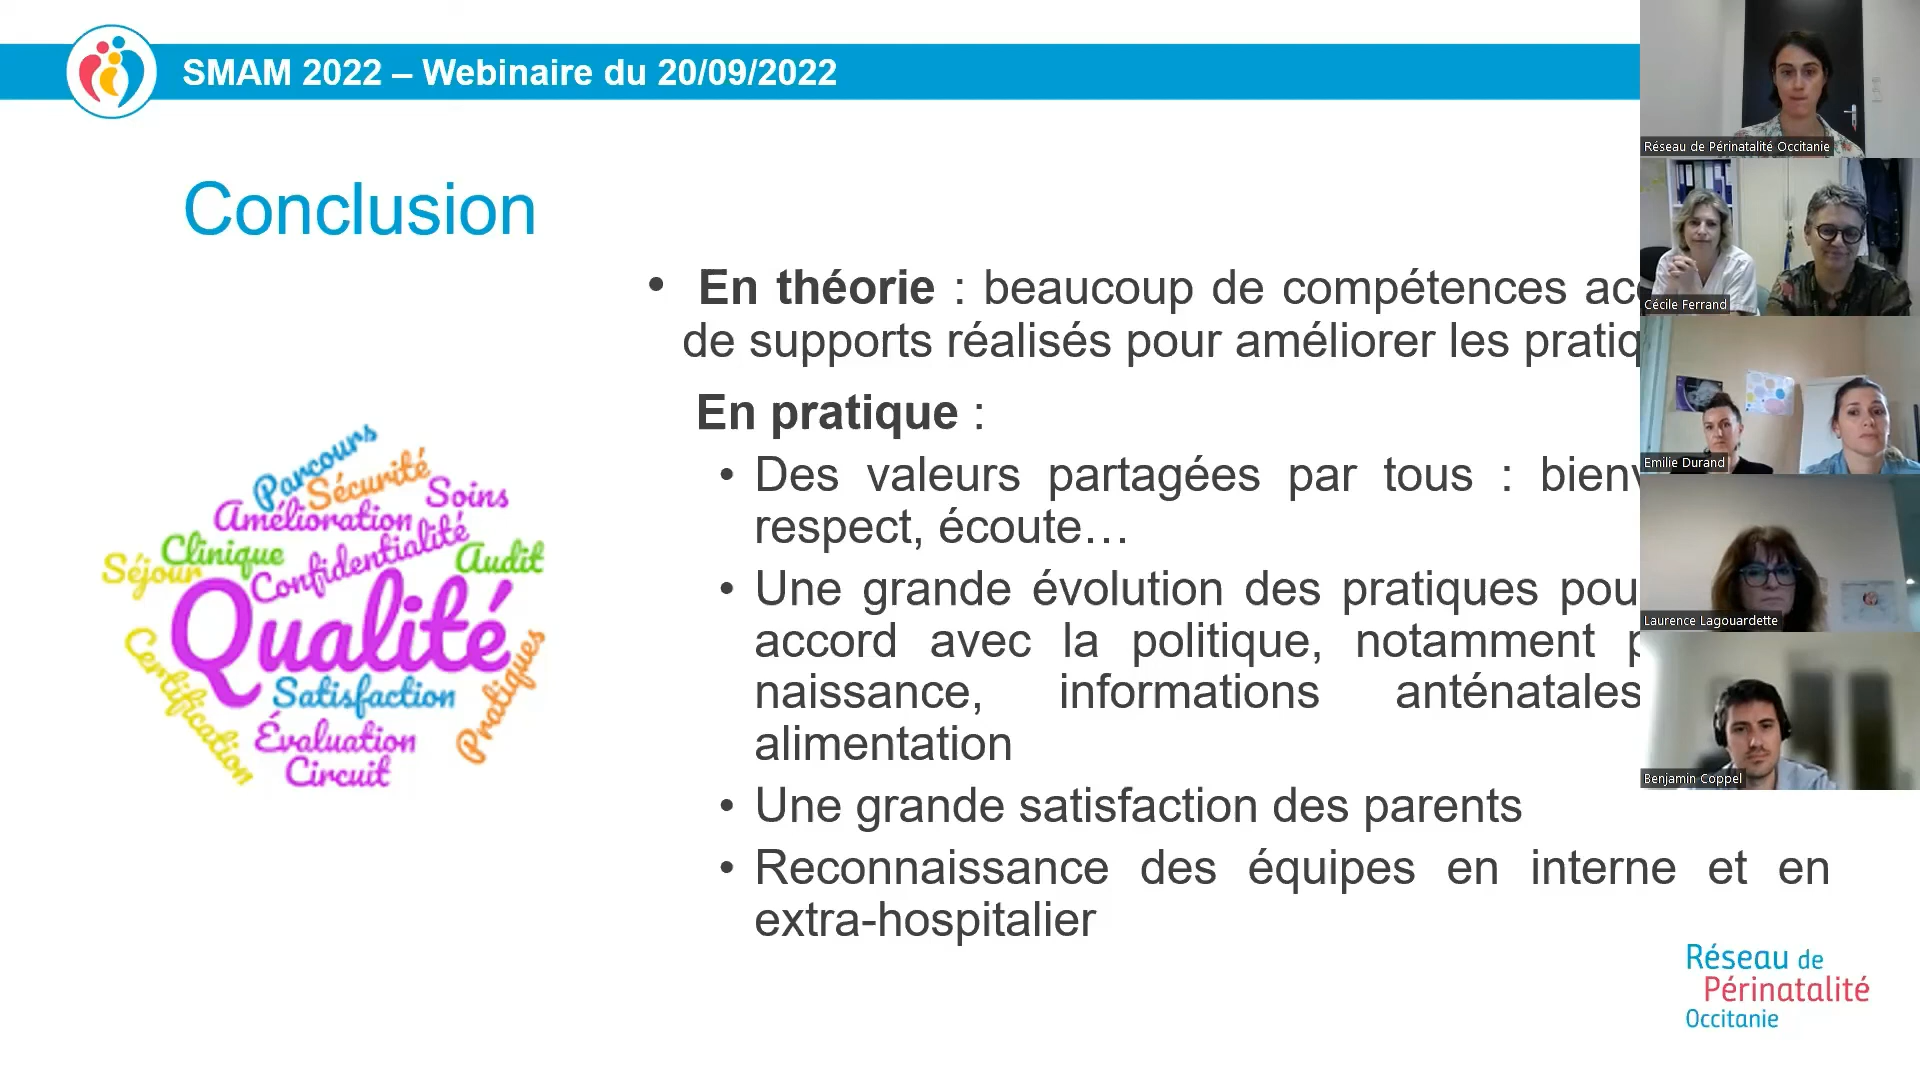 SMAM 2022 – Webinaire du 20/09/2022
Conclusion
• En théorie : beaucoup de compétences
de supports réalisés pour améliorer les
En pratique :
• Des valeurs partagées par tous :
respect, écoute…
• Une grande évolution des pratiques
accord avec la politique, notamment
naissance, informations anténatales
alimentation
• Une grande satisfaction des parents
• Reconnaissance des équipes en interne et en
extra-hospitalier
Parcours
Sécurité
Soins
Amélioration
Clinique
Confidentialité
Audit
Séjour
Qualité
Certification
Satisfaction
Pratiques
Évaluation
Circuit
Réseau de Périnatalité Occitanie
Cécile Ferrand
Emilie Durand
Laurence Lagouardette
Benjamin Coppel
Réseau de
Périnatalité
Occitanie